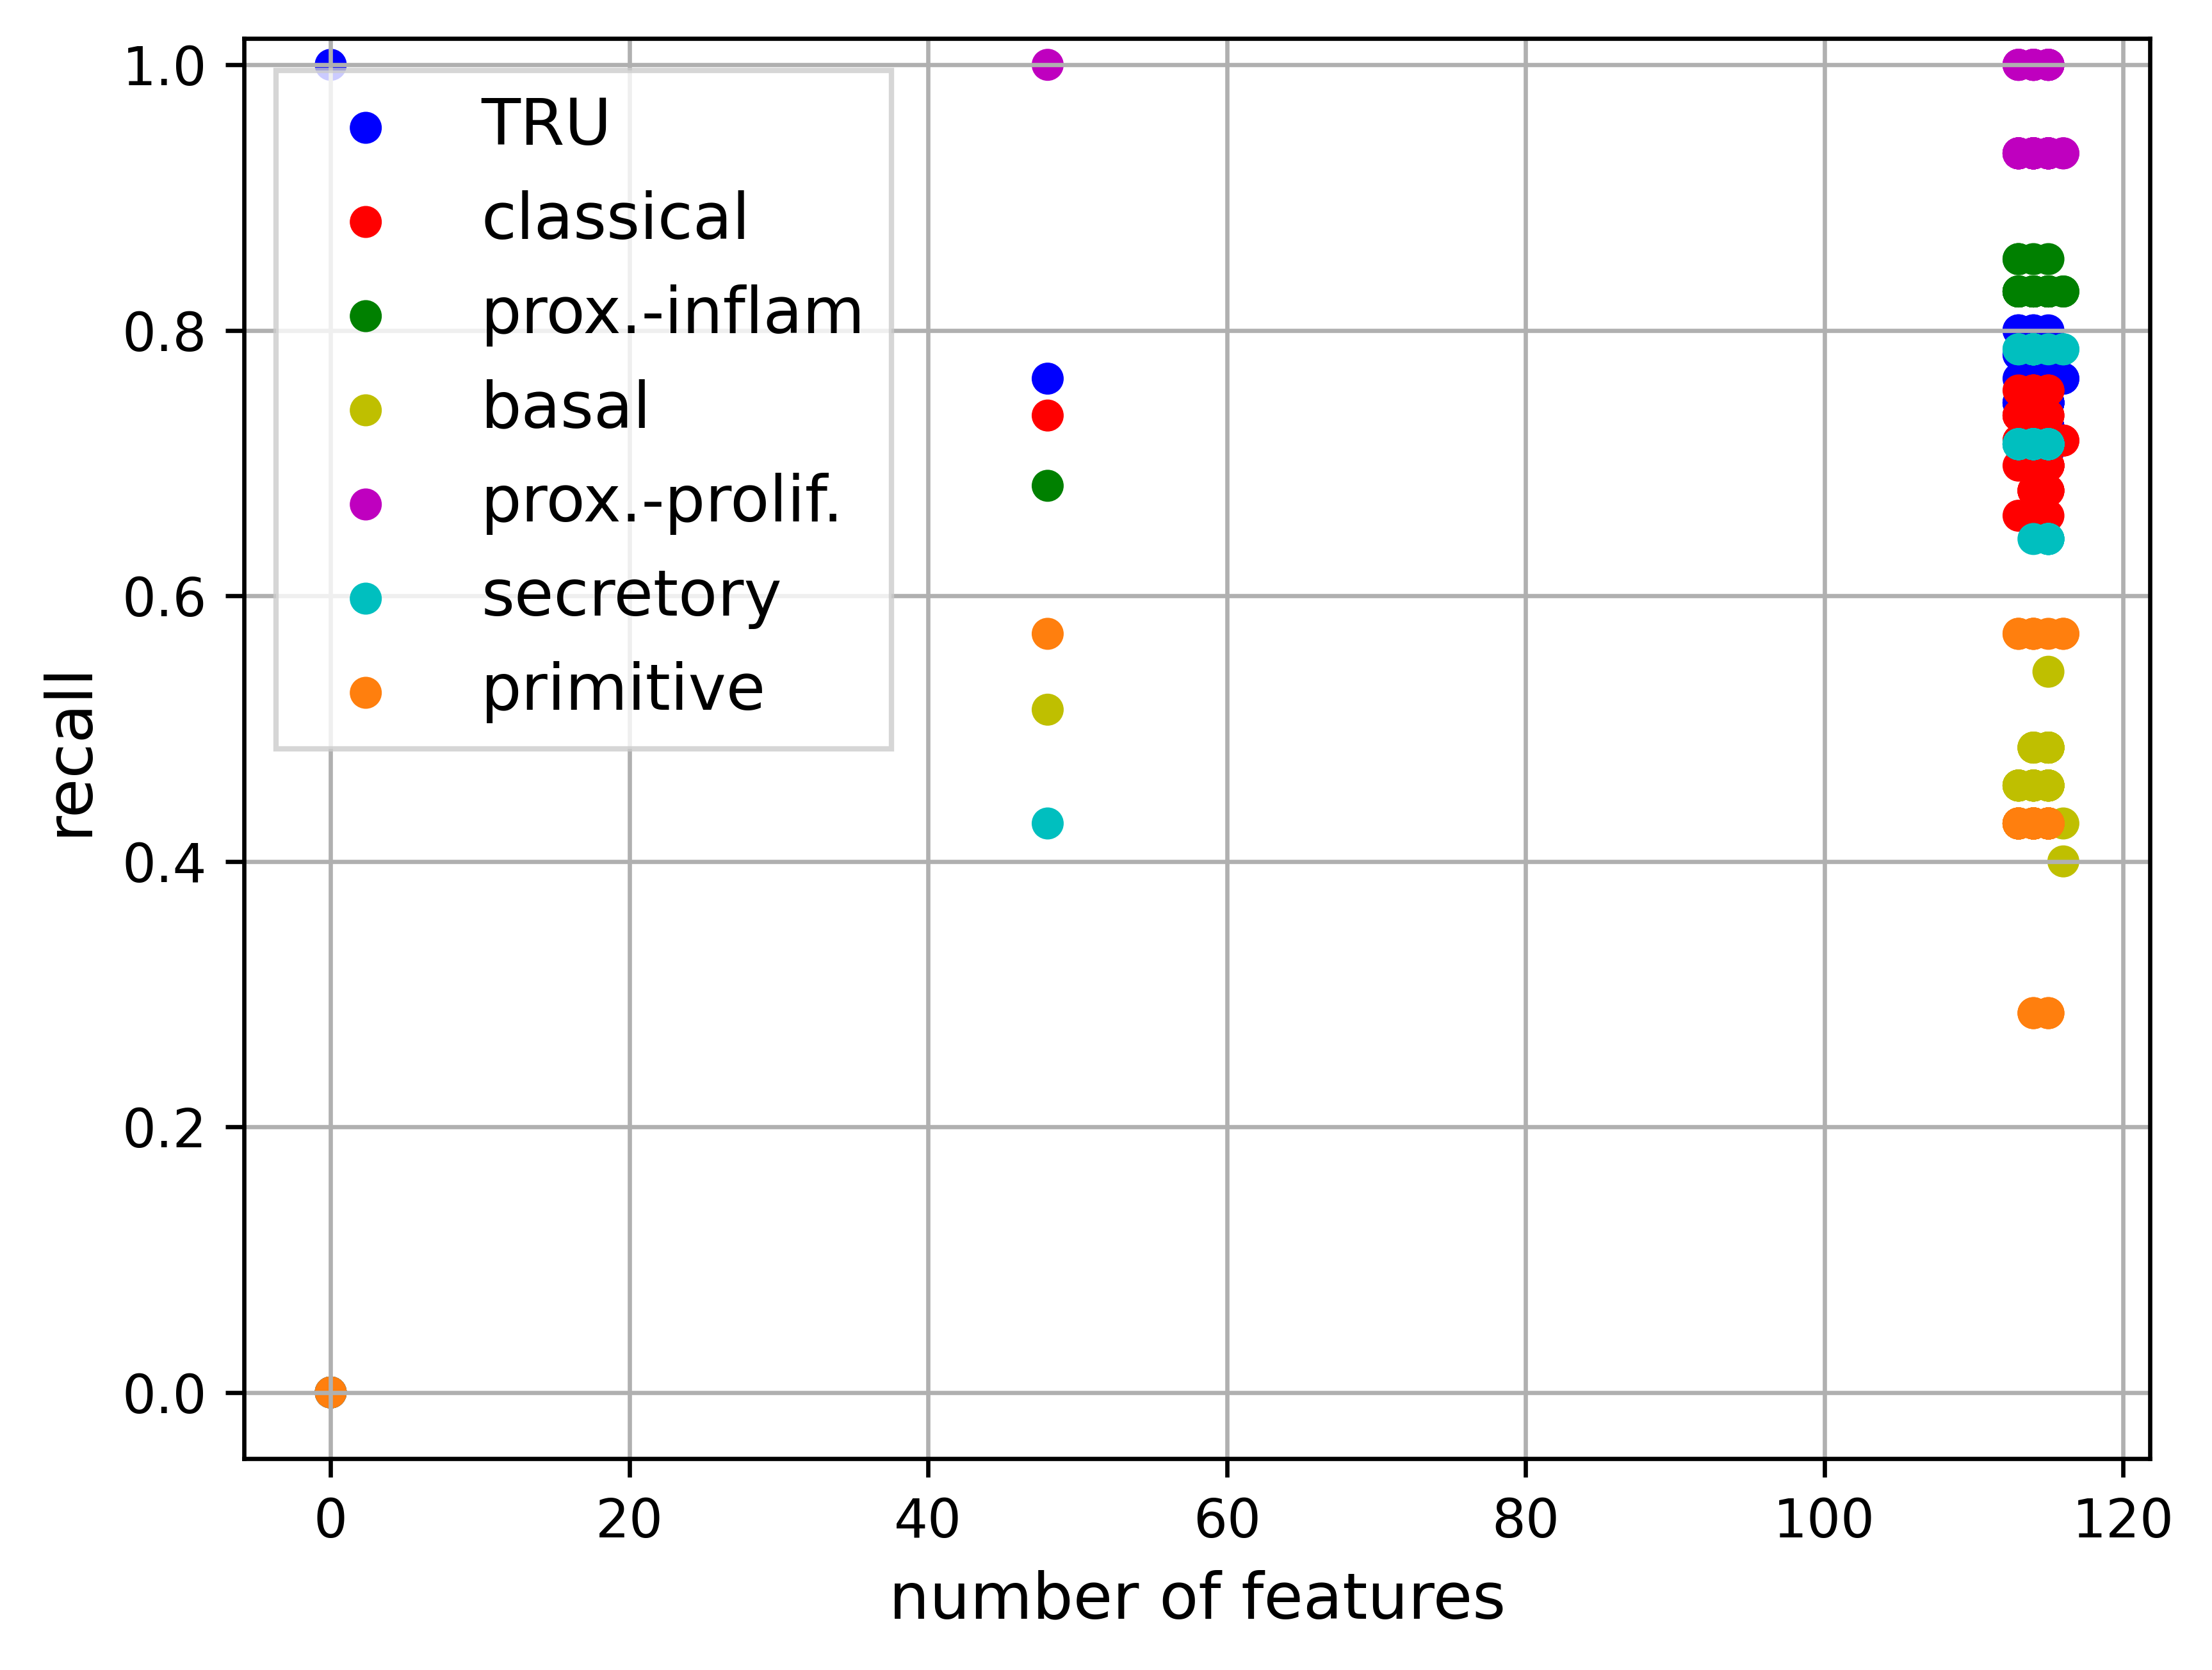 1.0
0.8
0.6
0.4
0.2
0.0
recall
TRU
classical
prox.-inflam
basal
prox.-prolif.
secretory
primitive
0 20 40 60 80 100 120
number of features